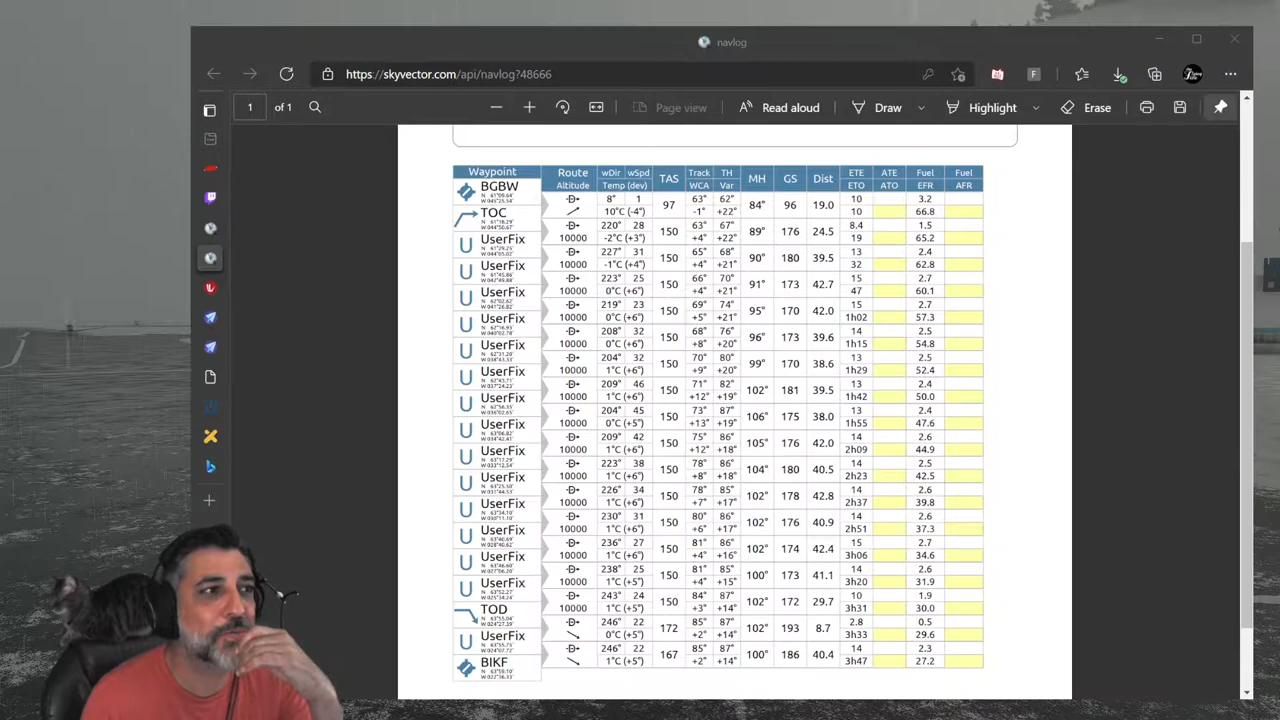 navlog
https://skyvector.com/api/navlog?48666
1 of 1 Page view Read aloud Draw Highlight Erase
Waypoint Route wDir wSpd TAS Track TH MH GS Dist ETE ATE Fuel Fuel
Altitude Temp (dev) WCA Var ETO ATO EFR AFR
BGBW
8° 1 97 63° 62° 84° 96 19.0 10 3.2
10°C (-4°) -1° +22° 10 66.8
TOC
220° 28 150 63° 67° 89° 176 24.5 8.4 1.5
10000 -2°C (+3°) +4° +22° 19 65.2
UserFix
227° 31 150 65° 68° 90° 180 39.5 13 2.4
10000 -1°C (+4°) +4° +21° 32 62.8
UserFix
223° 25 150 66° 70° 91° 173 42.7 15 2.7
10000 0°C (+6°) +4° +21° 47 60.1
UserFix
219° 23 150 69° 74° 95° 170 42.0 15 2.7
10000 0°C (+6°) +5° +21° 1h02 57.3
UserFix
208° 32 150 68° 76° 96° 173 39.6 14 2.5
10000 0°C (+6°) +8° +20° 1h15 54.8
UserFix
204° 32 150 70° 80° 99° 170 38.6 13 2.5
10000 1°C (+6°) +9° +20° 1h29 52.4
UserFix
209° 46 150 71° 82° 102° 181 39.5 13 2.4
10000 1°C (+6°) +12° +19° 1h42 50.0
UserFix
204° 45 150 73° 87° 106° 175 38.0 13 2.4
10000 1°C (+6°) +13° +19° 1h55 47.6
UserFix
209° 42 150 75° 86° 105° 176 42.0 14 2.6
10000 1°C (+6°) +12° +18° 2h09 44.9
UserFix
223° 38 150 78° 86° 104° 180 40.5 14 2.5
10000 1°C (+6°) +8° +18° 2h23 42.5
UserFix
226° 34 150 78° 85° 102° 178 42.8 14 2.6
10000 1°C (+6°) +7° +17° 2h37 39.8
UserFix
230° 31 150 80° 86° 102° 176 40.9 14 2.6
10000 1°C (+6°) +6° +17° 2h51 37.3
UserFix
236° 27 150 81° 86° 102° 174 42.4 15 2.7
10000 1°C (+6°) +4° +16° 3h06 34.6
UserFix
238° 25 150 81° 85° 100° 173 41.1 14 2.6
10000 1°C (+5°) +4° +15° 3h20 31.9
UserFix
243° 24 150 84° 87° 102° 172 29.7 10 1.9
10000 1°C (+5°) +3° +14° 3h31 30.0
TOD
246° 22 172 85° 87° 102° 193 8.7 2.8 0.5
0°C (+5°) +2° +14° 3h33 29.6
UserFix
246° 22 167 85° 87° 100° 186 40.4 14 2.3
1°C (+5°) +2° +14° 3h47 27.2
BIKF